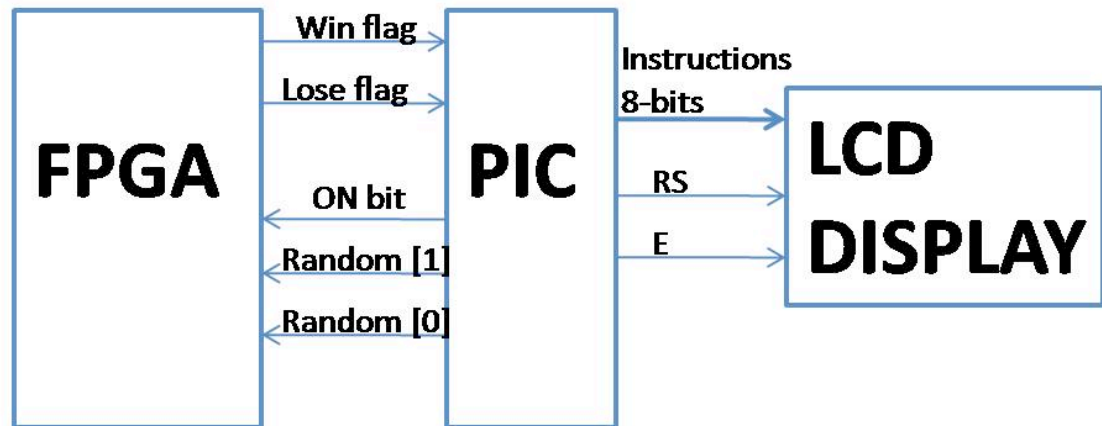 FPGA
Win flag
Lose flag
ON bit
Random [1]
Random [0]
PIC
Instructions
8-bits
RS
E
LCD
DISPLAY